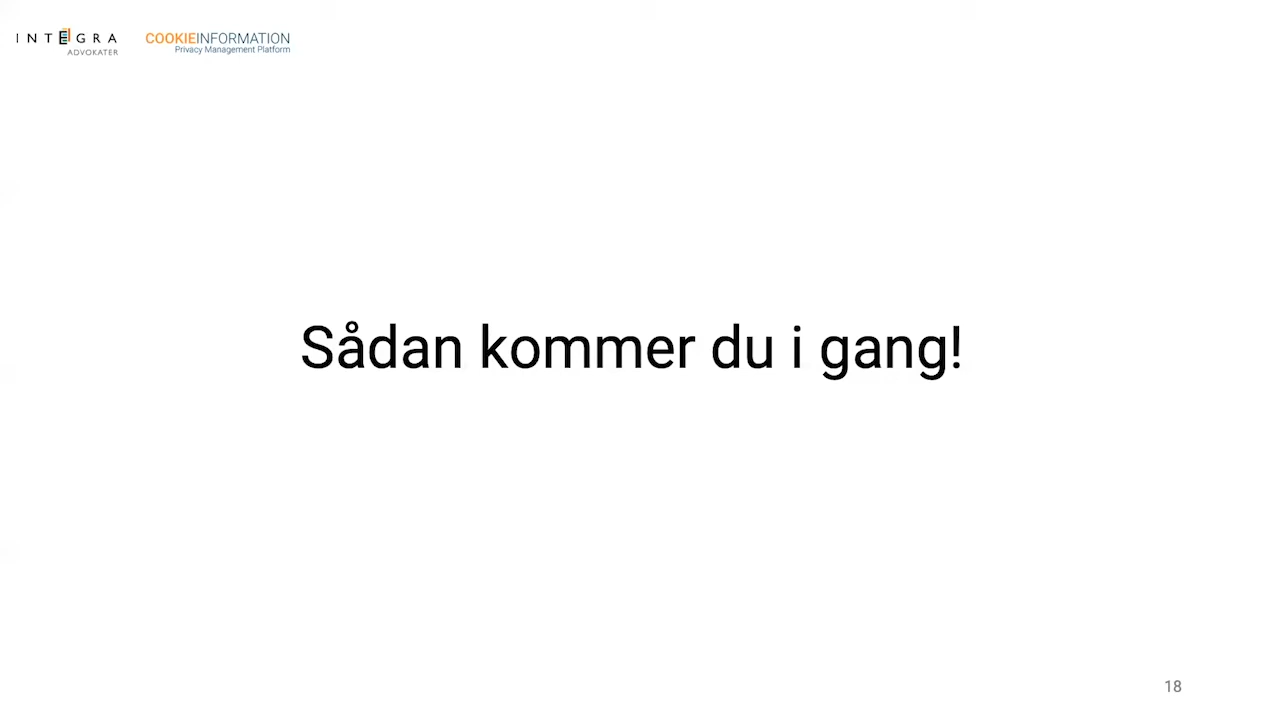 INTEGRA
ADVOKATER
COOKIEINFORMATION
Privacy Management Platform
Sådan kommer du i gang!
18